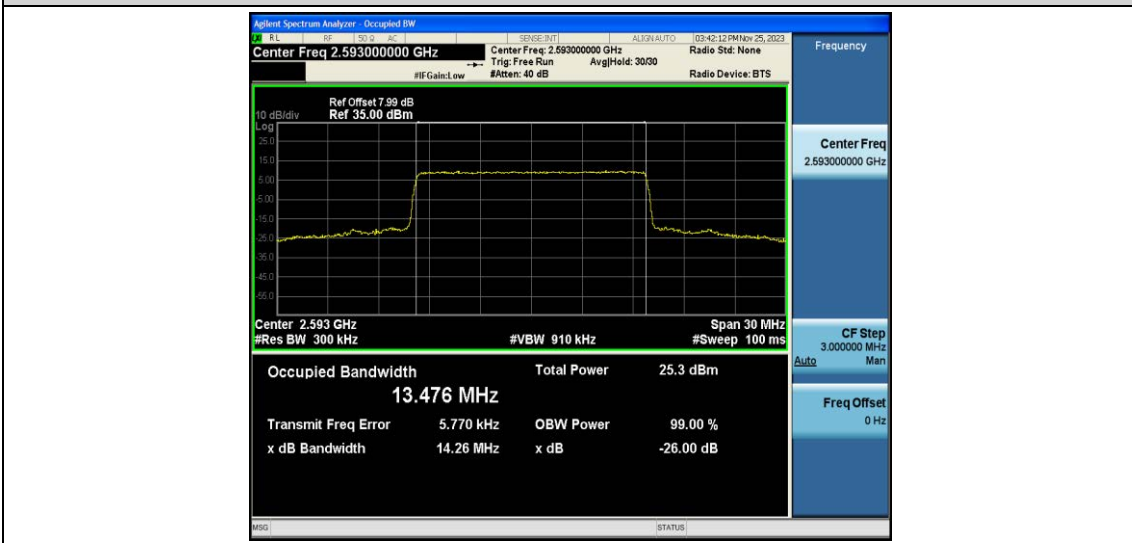 Agilent Spectrum Analyzer - Occupied BW
RL RF 50 Ω AC SENSE:INT ALIGN AUTO 03:42:12 PM Nov 25, 2023
Center Freq 2.593000000 GHz
Center Freq: 2.593000000 GHz
Radio Std: None
Trig: Free Run Avg|Hold: 30/30
#IFGain:Low
#Atten: 40 dB
Radio Device: BTS
Frequency
Ref Offset 7.99 dB
10 dB/div Ref 35.00 dBm
Log
25.0
15.0
5.00
-5.00
-15.0
-25.0
-35.0
-45.0
-55.0
Center 2.593 GHz
Span 30 MHz
#Res BW 300 kHz
#VBW 910 kHz
#Sweep 100 ms
Occupied Bandwidth
Total Power 25.3 dBm
13.476 MHz
Transmit Freq Error 5.770 kHz OBW Power 99.00 %
x dB Bandwidth 14.26 MHz x dB -26.00 dB
Center Freq
2.593000000 GHz
CF Step
3.000000 MHz
Auto Man
Freq Offset
0 Hz
MSG STATUS